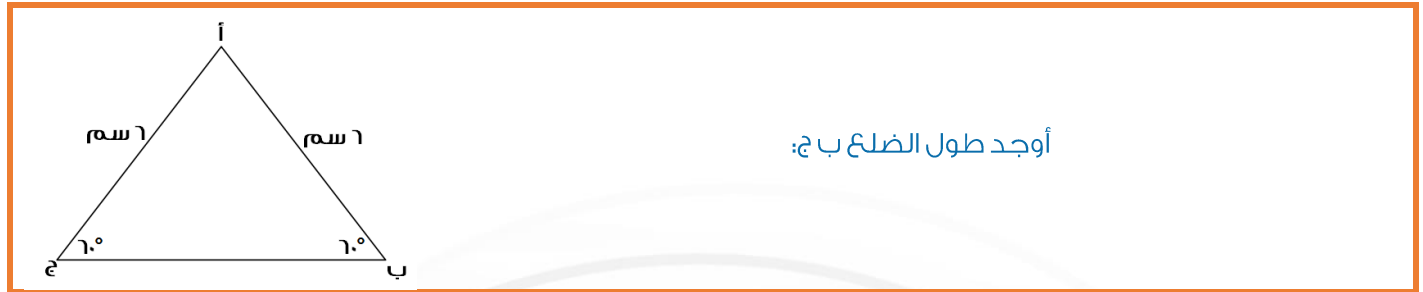 أ
٦ سم
٦ سم
أوجد طول الضلع ب ج:
٦٠°
٦٠°
ب
ج